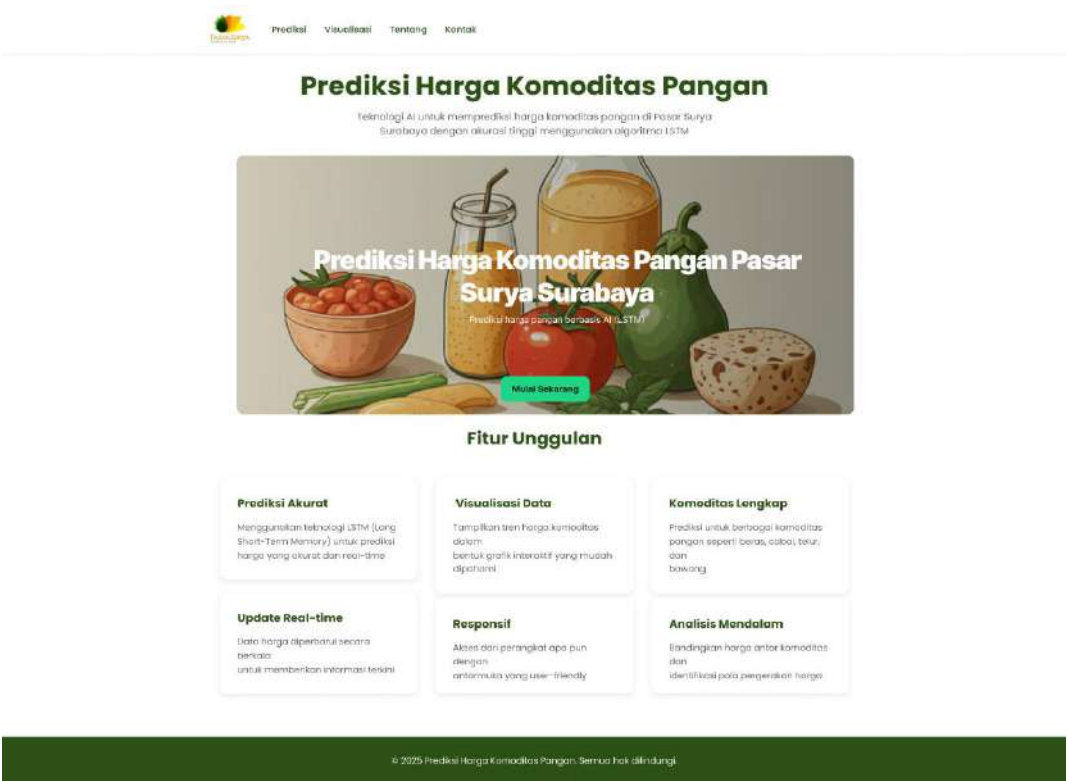 Prediksi Visualisasi Tentang Kontak
Prediksi Harga Komoditas Pangan
Teknologi AI untuk memprediksi harga komoditas pangan di Pasar Surya
Surabaya dengan akurasi tinggi menggunakan algoritma LSTM
Prediksi Harga Komoditas Pangan Pasar
Surya Surabaya
Prediksi harga pangan berbasis AI (LSTM)
Mulai Sekarang
Fitur Unggulan
Prediksi Akurat
Menggunakan teknologi LSTM (Long
Short-Term Memory) untuk prediksi
harga yang akurat dan real-time
Visualisasi Data
Tampilkan tren harga komoditas
dalam
bentuk grafik interaktif yang mudah
dipahami
Komoditas Lengkap
Prediksi untuk berbagai komoditas
pangan seperti beras, cabai, telur,
dan
bawang
Update Real-time
Data harga diperbarui secara
berkala
untuk memberikan informasi terkini
Responsif
Akses dari perangkat apa pun
dengan
antarmuka yang user-friendly
Analisis Mendalam
Bandingkan harga antar komoditas
dan
identifikasi pola pergerakan harga
© 2025 Prediksi Harga Komoditas Pangan. Semua hak dilindungi.